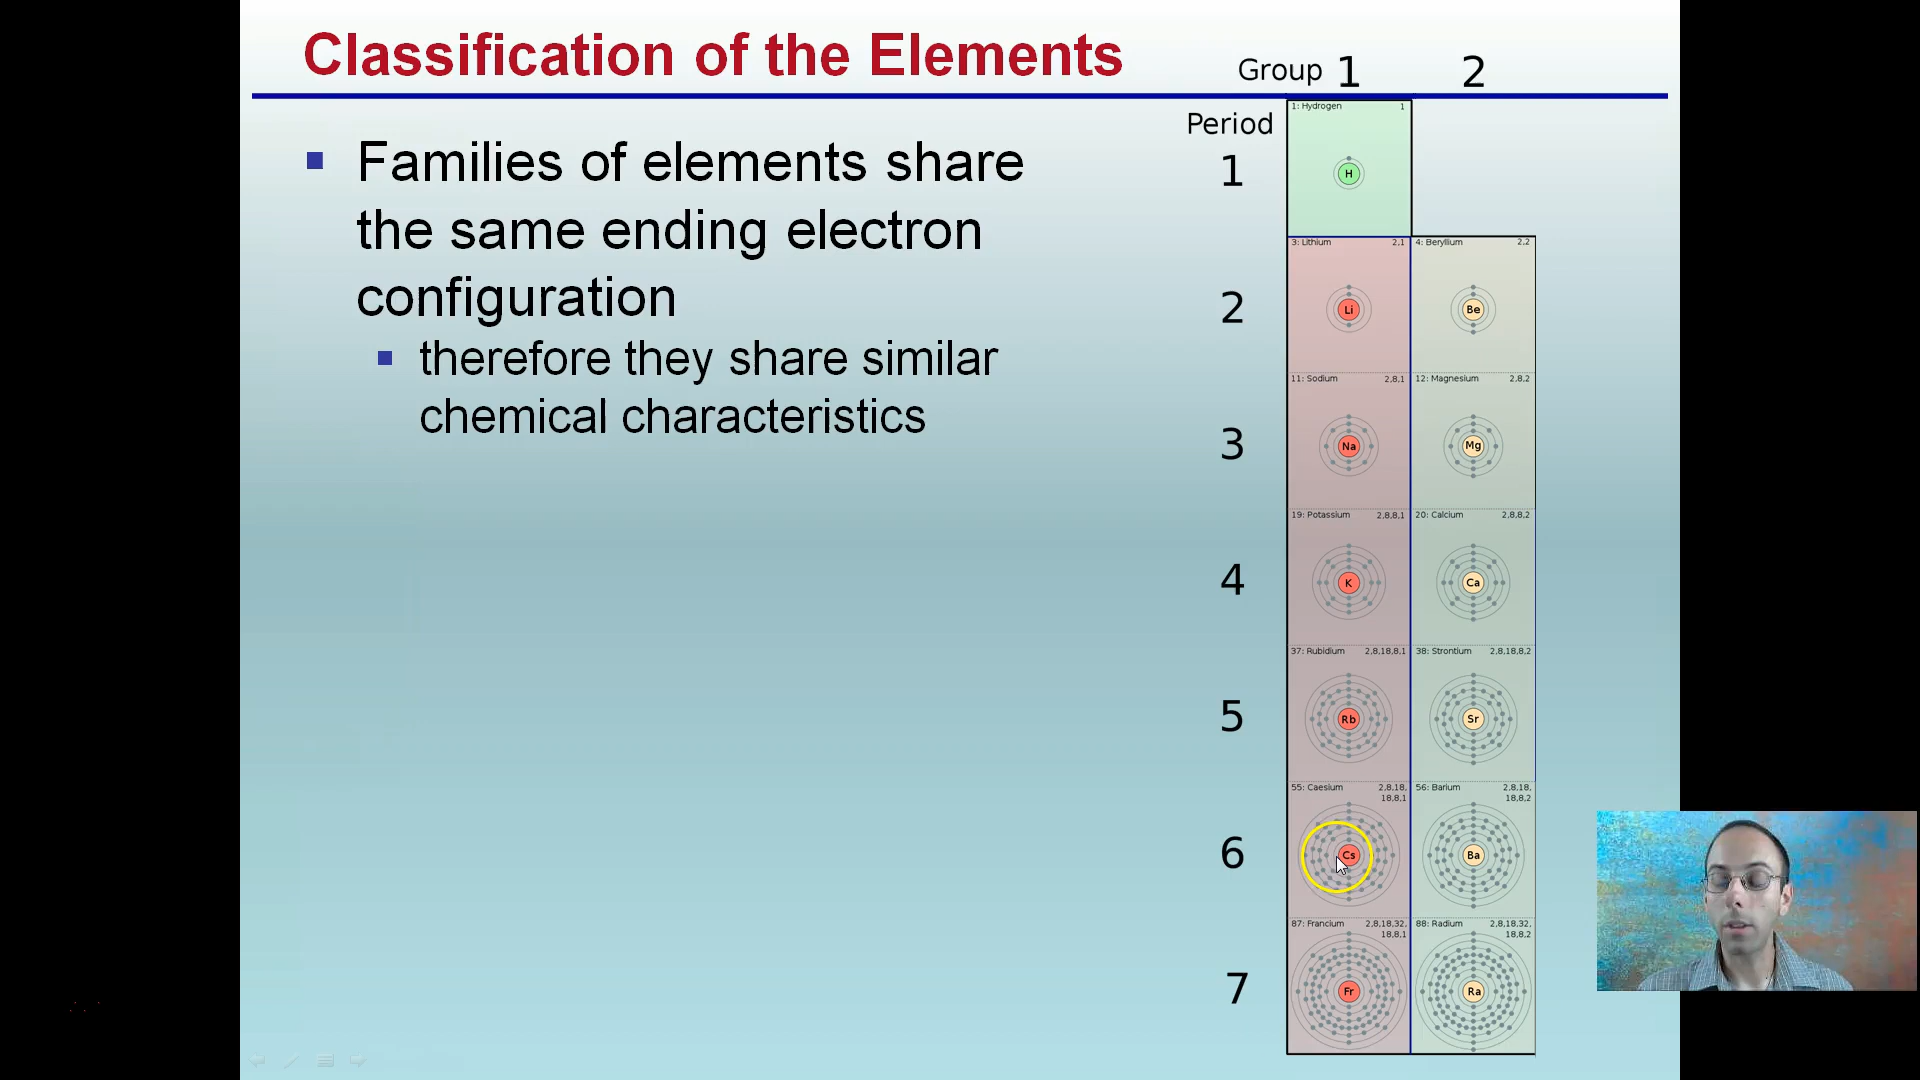 Classification of the Elements
Group 1 2
Period
Families of elements share
the same ending electron
configuration
therefore they share similar
chemical characteristics
1
1: Hydrogen 1
H
2
3: Lithium 2,1
Li
4: Beryllium 2,2
Be
3
11: Sodium 2,8,1
Na
12: Magnesium 2,8,2
Mg
4
19: Potassium 2,8,8,1
K
20: Calcium 2,8,8,2
Ca
5
37: Rubidium 2,8,18,8,1
Rb
38: Strontium 2,8,18,8,2
Sr
6
55: Caesium 2,8,18,
18,8,1
Cs
56: Barium 2,8,18,
18,8,2
Ba
7
87: Francium 2,8,18,32,
18,8,1
Fr
88: Radium 2,8,18,32,
18,8,2
Ra